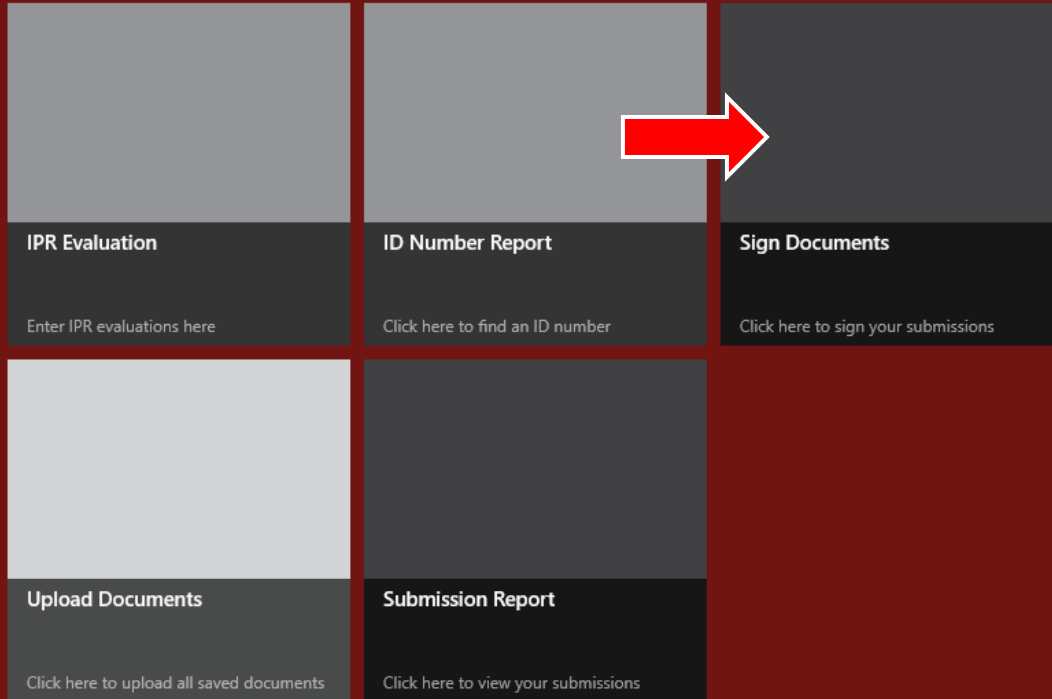 IPR Evaluation
Enter IPR evaluations here
ID Number Report
Click here to find an ID number
Sign Documents
Click here to sign your submissions
Upload Documents
Click here to upload all saved documents
Submission Report
Click here to view your submissions